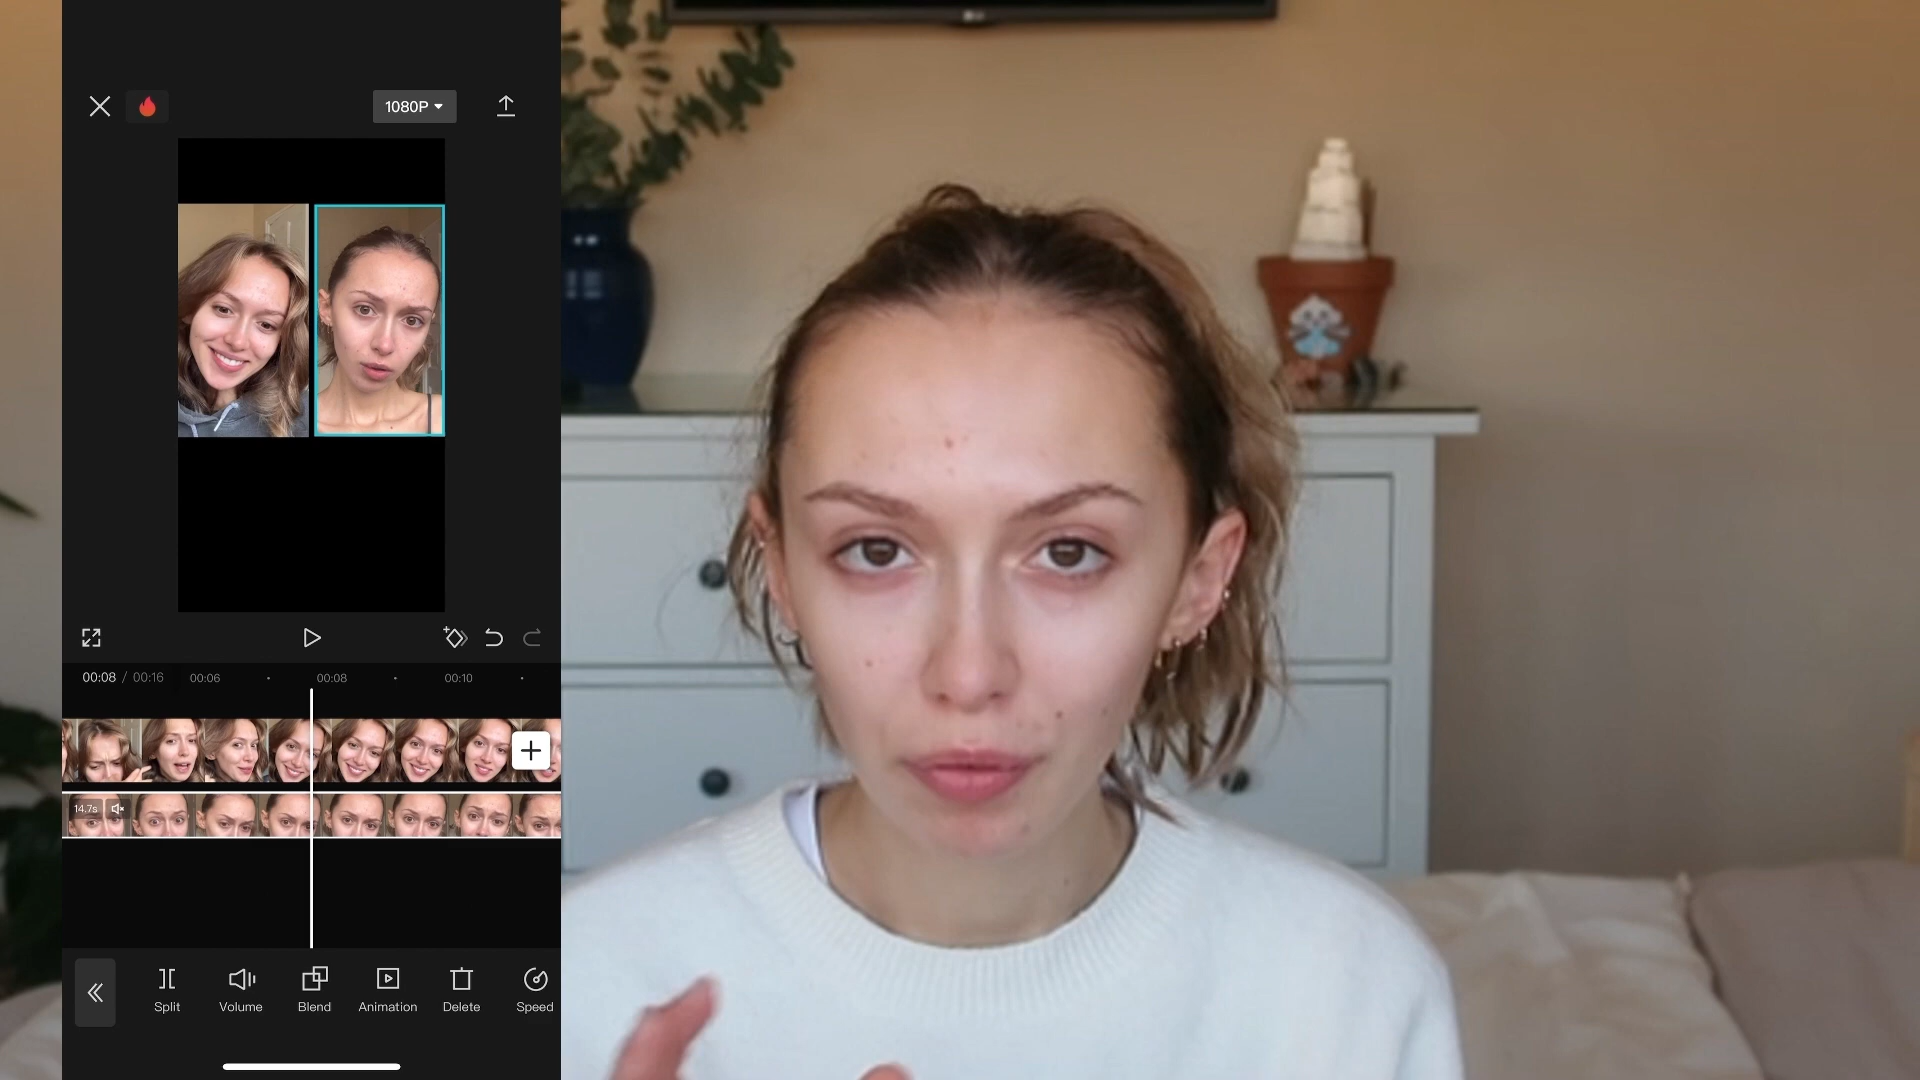 1080P
00:08 / 00:16
00:06
00:08
00:10
14.7s
Split
Volume
Blend
Animation
Delete
Speed